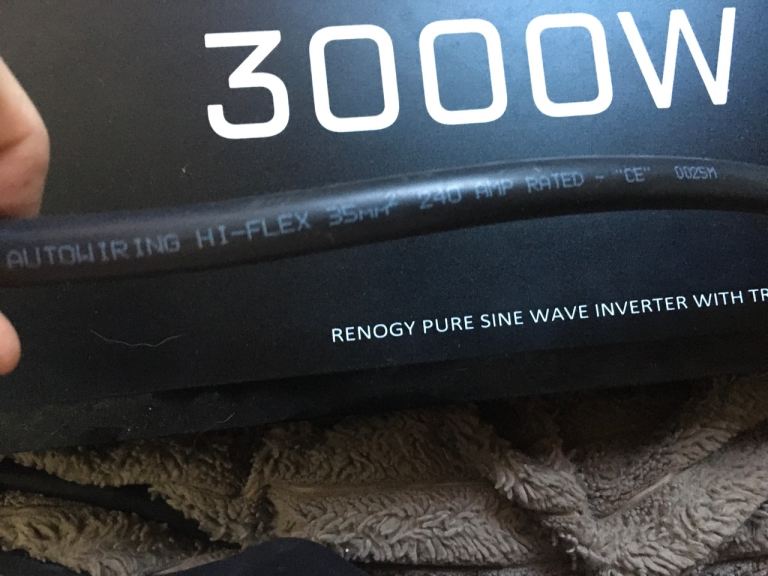 3000W
AUTOWIRING HI-FLEX 35mm² 240 AMP RATED - "CE" 0025M
RENOGY PURE SINE WAVE INVERTER WITH TR